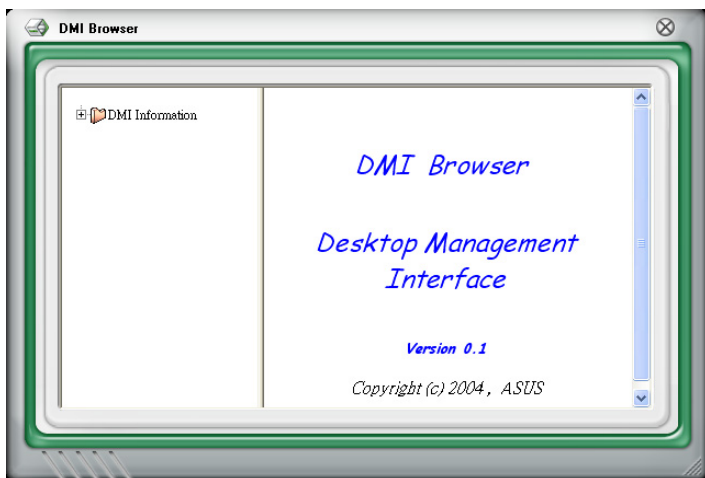 DMI Browser
DMI Information
DMI Browser
Desktop Management
Interface
Version 0.1
Copyright (c) 2004, ASUS